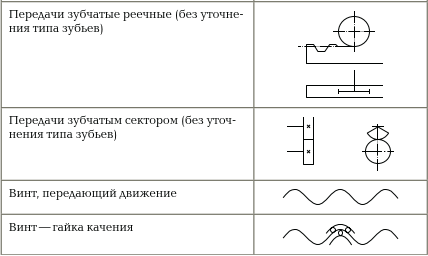 Передачи зубчатые реечные (без уточне-
ния типа зубьев)
Передачи зубчатым сектором (без уточ-
нения типа зубьев)
Винт, передающий движение
Винт — гайка качения